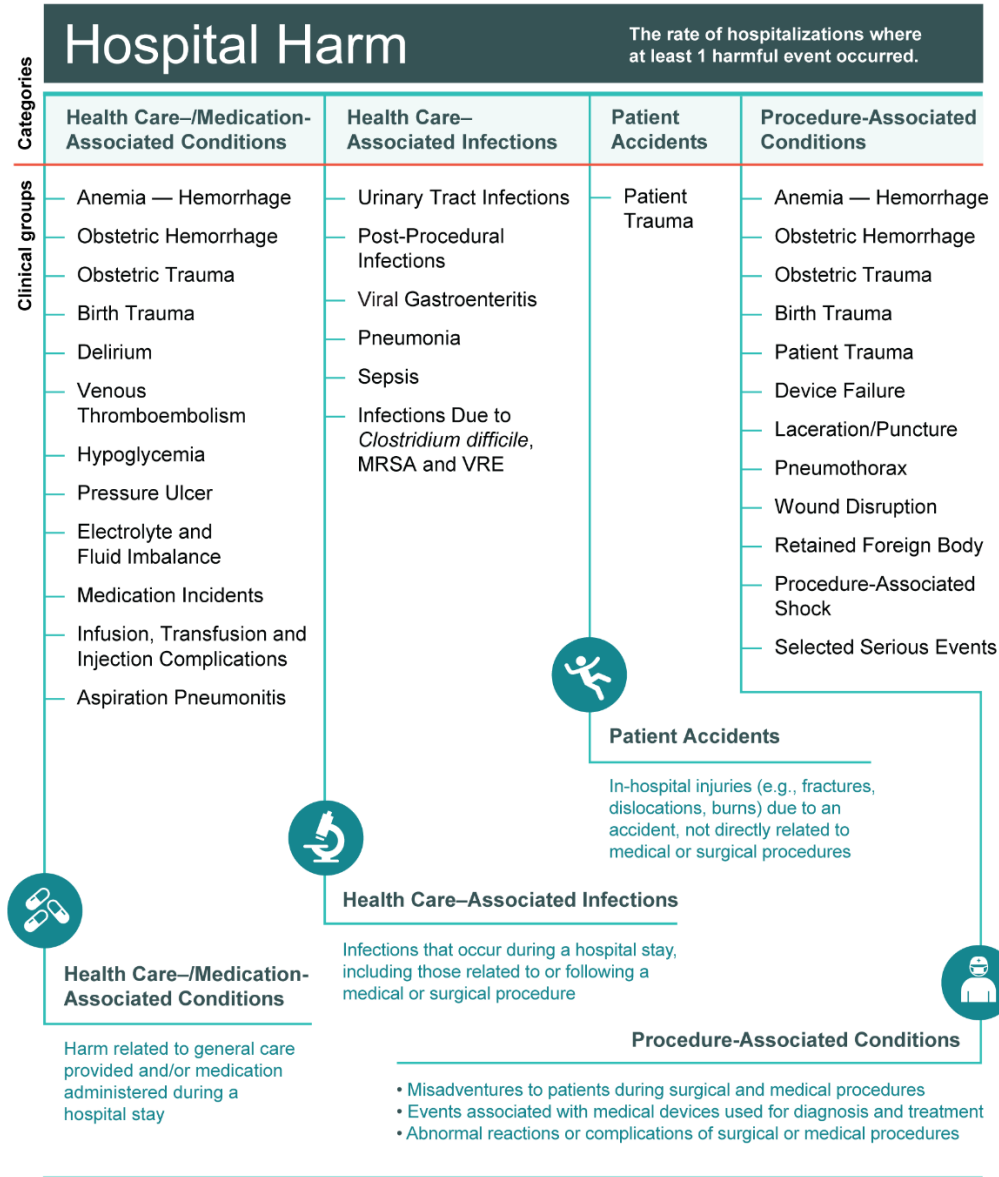 Hospital Harm
The rate of hospitalizations where
at least 1 harmful event occurred.
Categories
Health Care–/Medication-
Associated Conditions
Health Care–
Associated Infections
Patient
Accidents
Procedure-Associated
Conditions
Clinical groups
Anemia — Hemorrhage
Obstetric Hemorrhage
Obstetric Trauma
Birth Trauma
Delirium
Venous
Thromboembolism
Hypoglycemia
Pressure Ulcer
Electrolyte and
Fluid Imbalance
Medication Incidents
Infusion, Transfusion and
Injection Complications
Aspiration Pneumonitis
Urinary Tract Infections
Post-Procedural
Infections
Viral Gastroenteritis
Pneumonia
Sepsis
Infections Due to
Clostridium difficile,
MRSA and VRE
Patient
Trauma
Anemia — Hemorrhage
Obstetric Hemorrhage
Obstetric Trauma
Birth Trauma
Patient Trauma
Device Failure
Laceration/Puncture
Pneumothorax
Wound Disruption
Retained Foreign Body
Procedure-Associated
Shock
Selected Serious Events
Patient Accidents
In-hospital injuries (e.g., fractures,
dislocations, burns) due to an
accident, not directly related to
medical or surgical procedures
Health Care–Associated Infections
Infections that occur during a hospital stay,
including those related to or following a
medical or surgical procedure
Health Care–/Medication-
Associated Conditions
Harm related to general care
provided and/or medication
administered during a
hospital stay
Procedure-Associated Conditions
• Misadventures to patients during surgical and medical procedures
• Events associated with medical devices used for diagnosis and treatment
• Abnormal reactions or complications of surgical or medical procedures